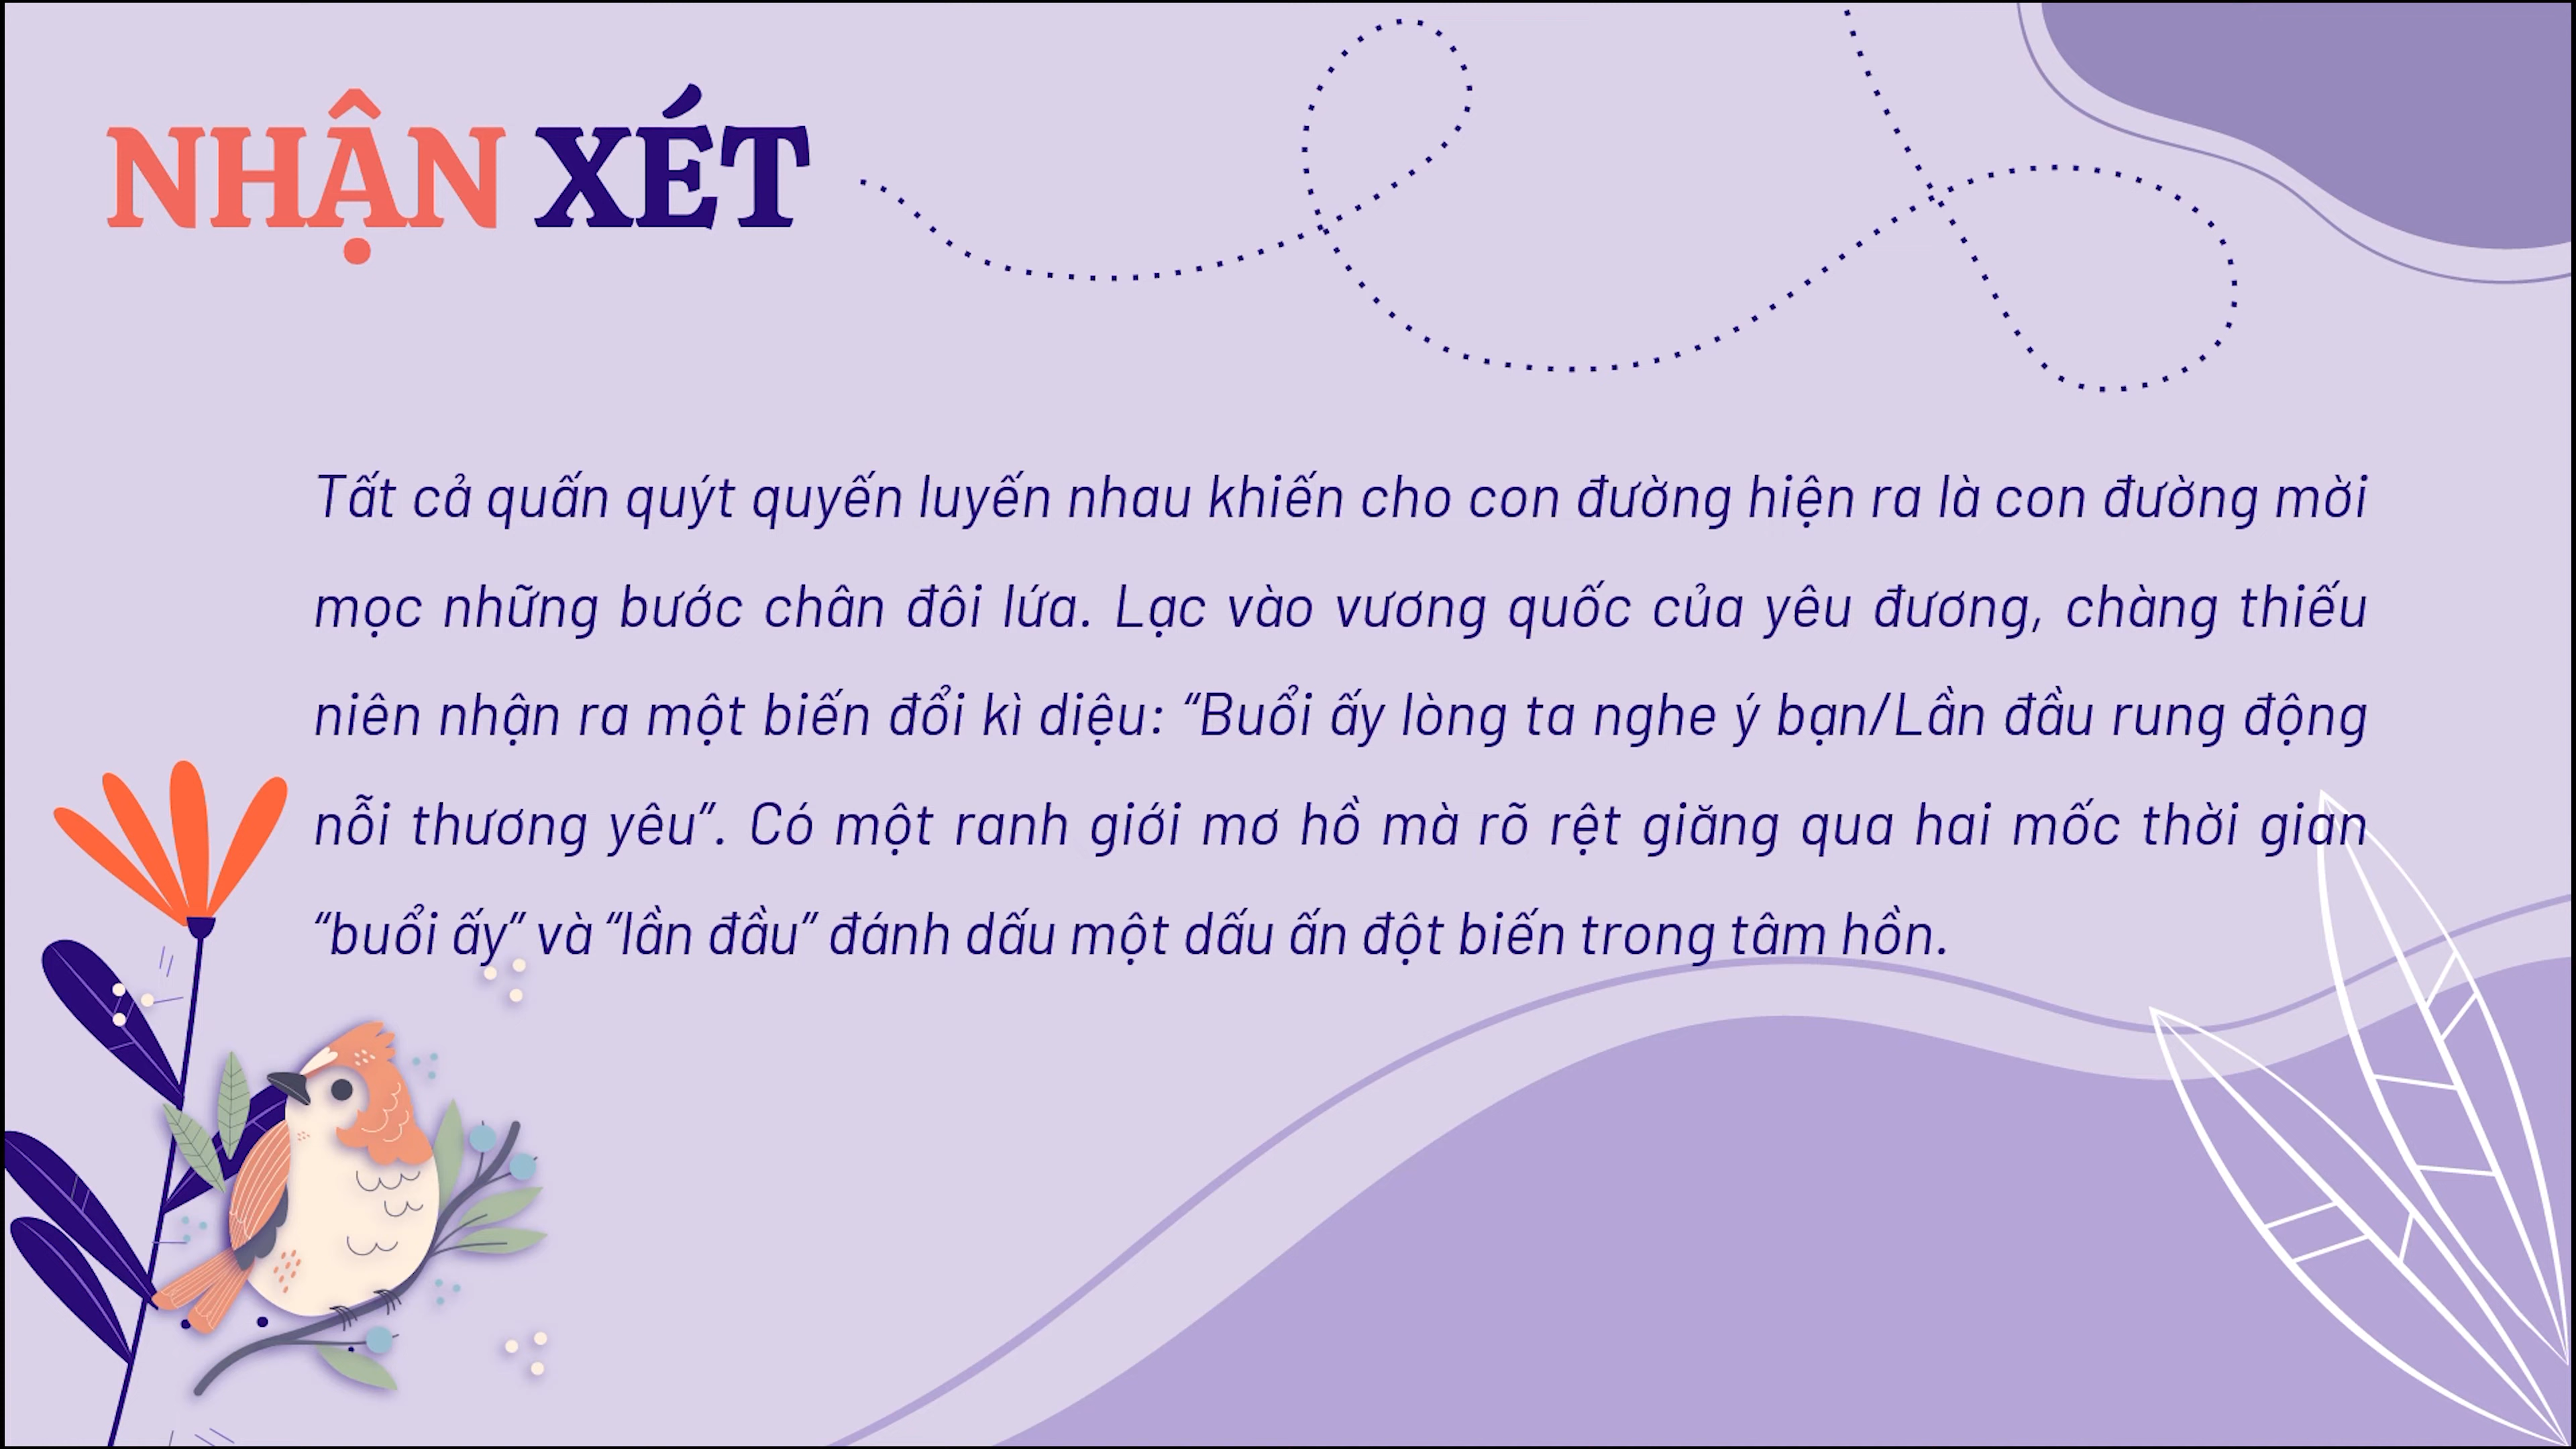 NHẬN XÉT
Tất cả quấn quýt quyến luyến nhau khiến cho con đường hiện ra là con đường mời
mọc những bước chân đôi lứa. Lạc vào vương quốc của yêu đương, chàng thiếu
niên nhận ra một biến đổi kì diệu: “Buổi ấy lòng ta nghe ý bạn/Lần đầu rung động
nỗi thương yêu”. Có một ranh giới mơ hồ mà rõ rệt giăng qua hai mốc thời gian
“buổi ấy” và “lần đầu” đánh dấu một dấu ấn đột biến trong tâm hồn.